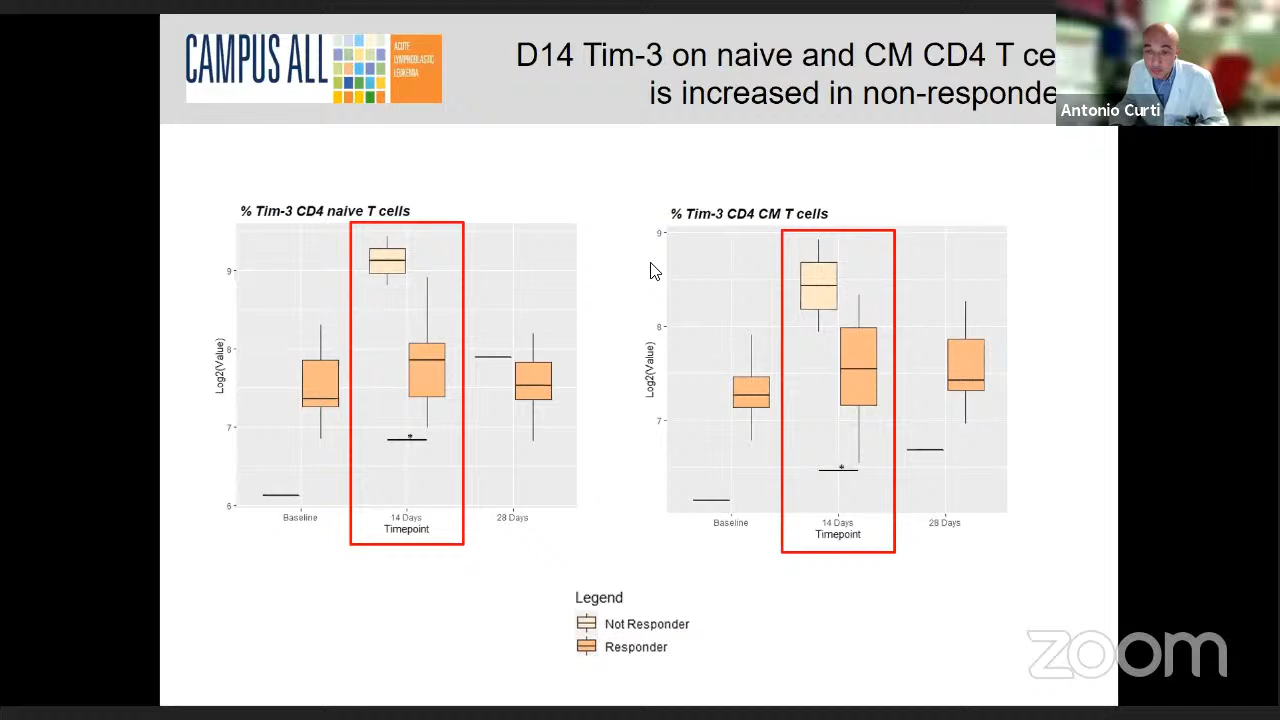 CAMPUS ALL
ACUTE
LYMPHOBLASTIC
LEUKEMIA
D14 Tim-3 on naive and CM CD4 T ce
is increased in non-responde
Antonio Curti
% Tim-3 CD4 naive T cells
Log2(Value)
9
8
7
6
*
Baseline
14 Days
28 Days
Timepoint
% Tim-3 CD4 CM T cells
Log2(Value)
9
8
7
*
Baseline
14 Days
28 Days
Timepoint
Legend
Not Responder
Responder
zoom